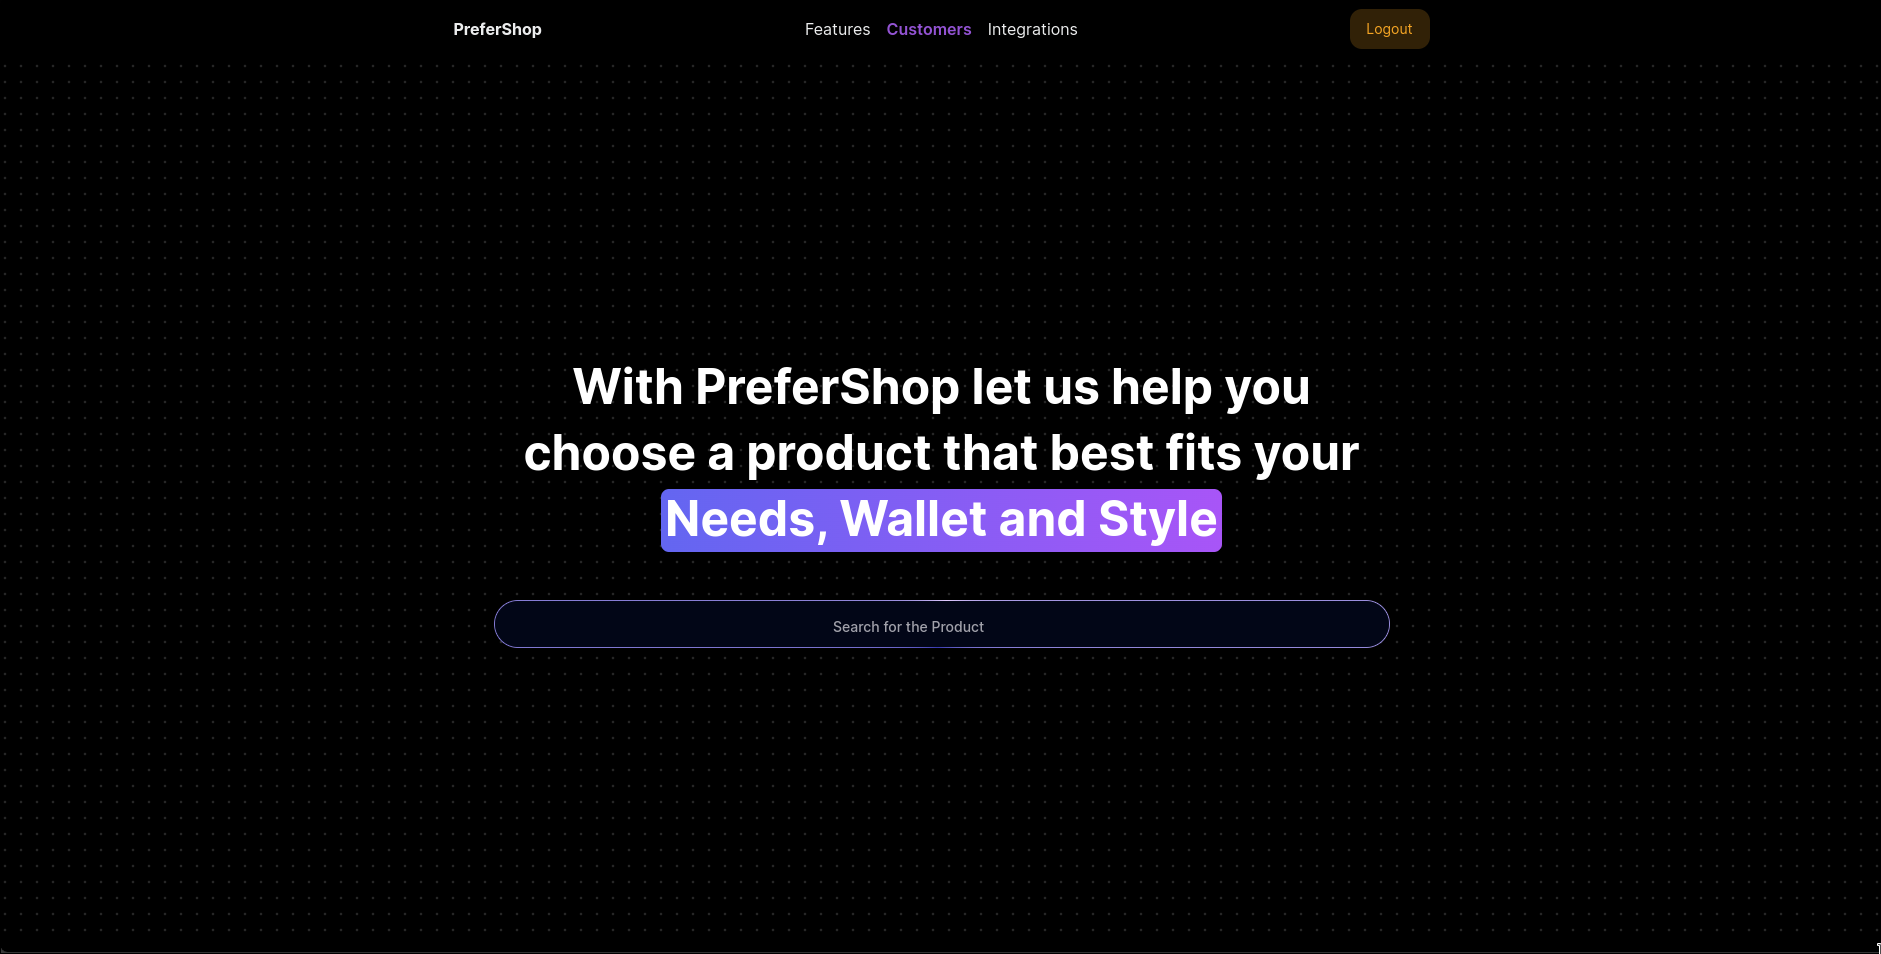 PreferShop
Features Customers Integrations
Logout
With PreferShop let us help you
choose a product that best fits your
Needs, Wallet and Style
Search for the Product